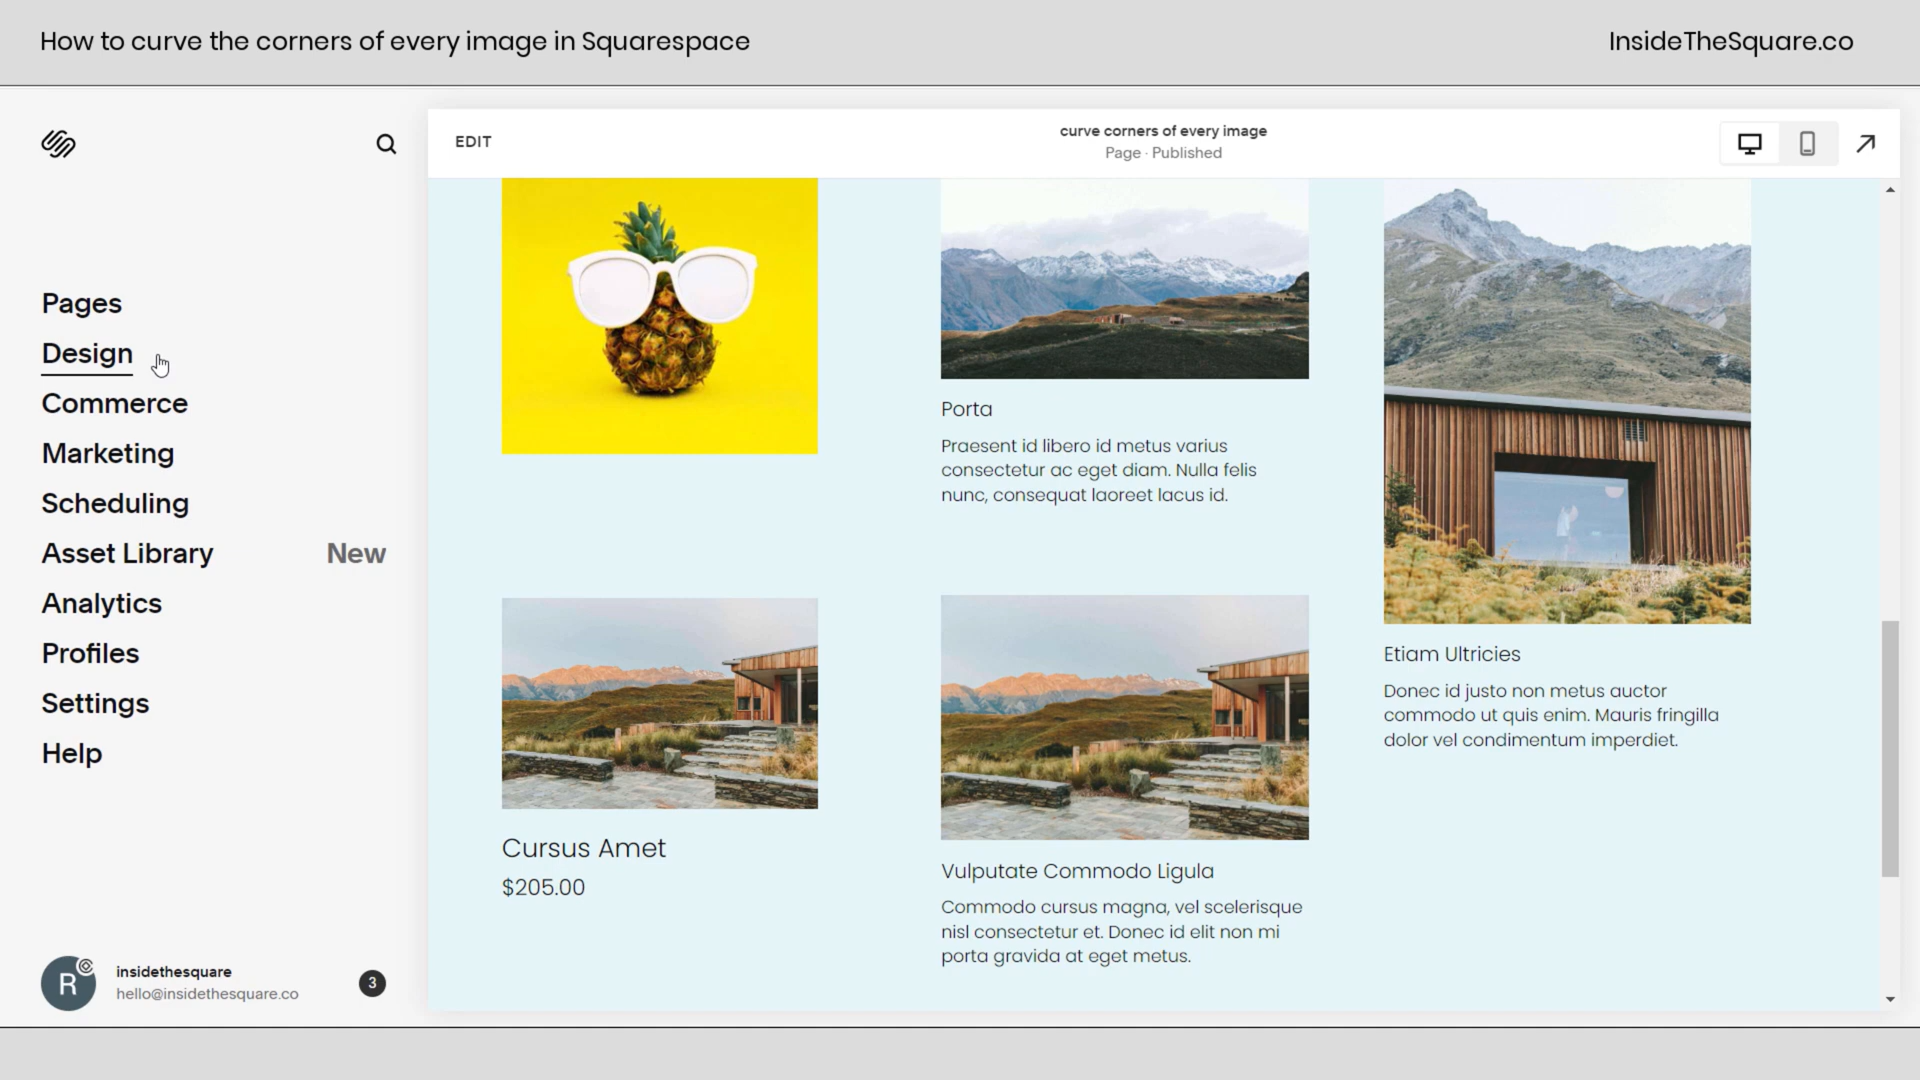 How to curve the corners of every image in Squarespace
InsideTheSquare.co
EDIT
curve corners of every image
Page · Published
Pages
Design
Commerce
Marketing
Scheduling
Asset Library New
Analytics
Profiles
Settings
Help
R
insidethesquare
hello@insidethesquare.co
3
Cursus Amet
$205.00
Porta
Praesent id libero id metus varius
consectetur ac eget diam. Nulla felis
nunc, consequat laoreet lacus id.
Vulputate Commodo Ligula
Commodo cursus magna, vel scelerisque
nisl consectetur et. Donec id elit non mi
porta gravida at eget metus.
Etiam Ultricies
Donec id justo non metus auctor
commodo ut quis enim. Mauris fringilla
dolor vel condimentum imperdiet.